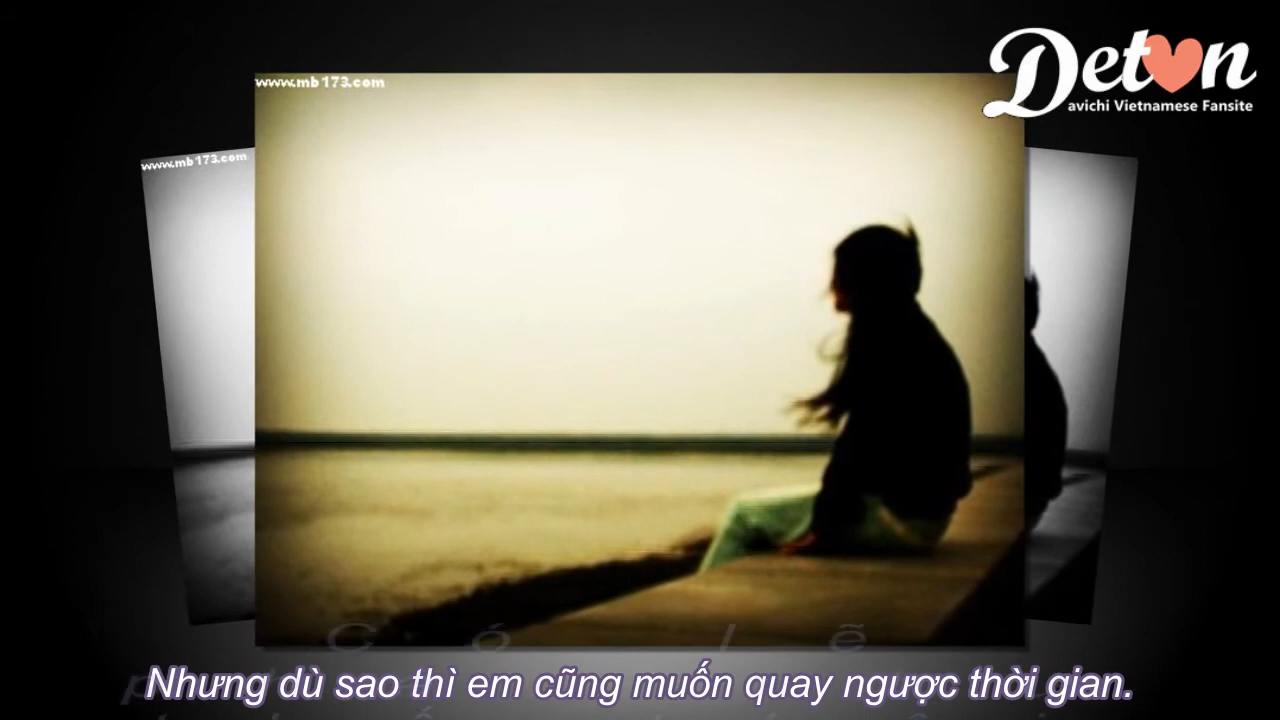 Deton
avichi Vietnamese Fansite
www.mb173.com
www.mb173.com
C ó l ẽ
Nhưng dù sao thì em cũng muốn quay ngược thời gian.